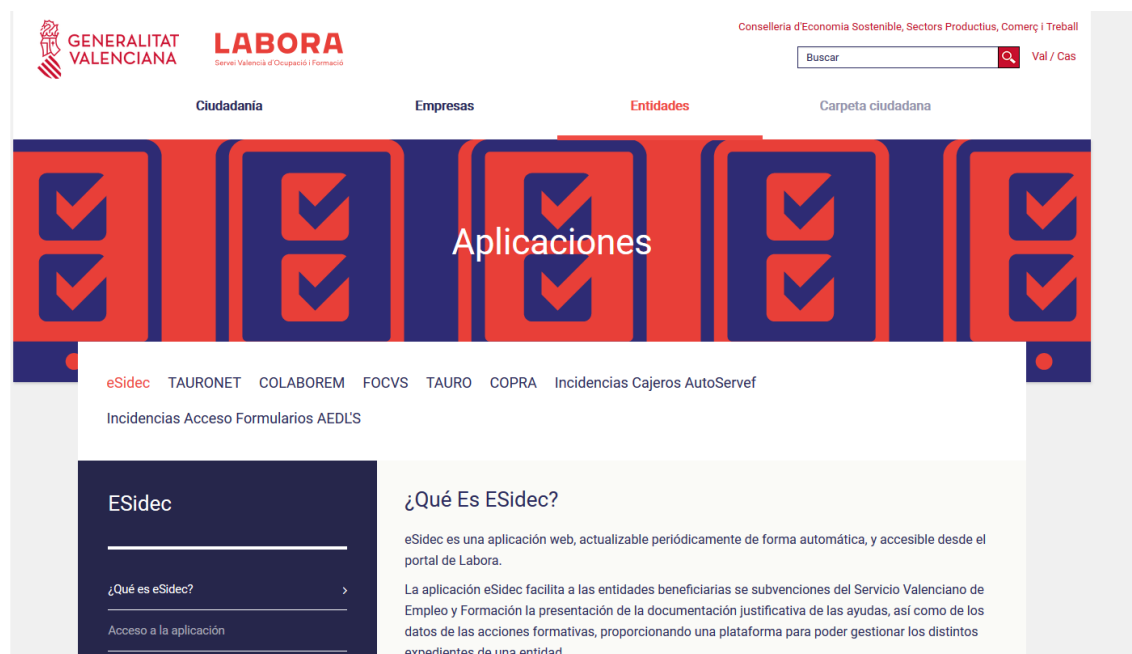 Conselleria d'Economia Sostenible, Sectors Productius, Comerç i Treball
GENERALITAT
VALENCIANA
LABORA
Servei Valencià d'Ocupació i Formació
Buscar
Val / Cas
Ciudadanía
Empresas
Entidades
Carpeta ciudadana
Aplicaciones
eSidec TAURONET COLABOREM FOCVS TAURO COPRA Incidencias Cajeros AutoServef
Incidencias Acceso Formularios AEDL'S
ESidec
¿Qué es eSidec?
Acceso a la aplicación
¿Qué Es ESidec?
eSidec es una aplicación web, actualizable periódicamente de forma automática, y accesible desde el
portal de Labora.
La aplicación eSidec facilita a las entidades beneficiarias se subvenciones del Servicio Valenciano de
Empleo y Formación la presentación de la documentación justificativa de las ayudas, así como de los
datos de las acciones formativas, proporcionando una plataforma para poder gestionar los distintos
expedientes de una entidad